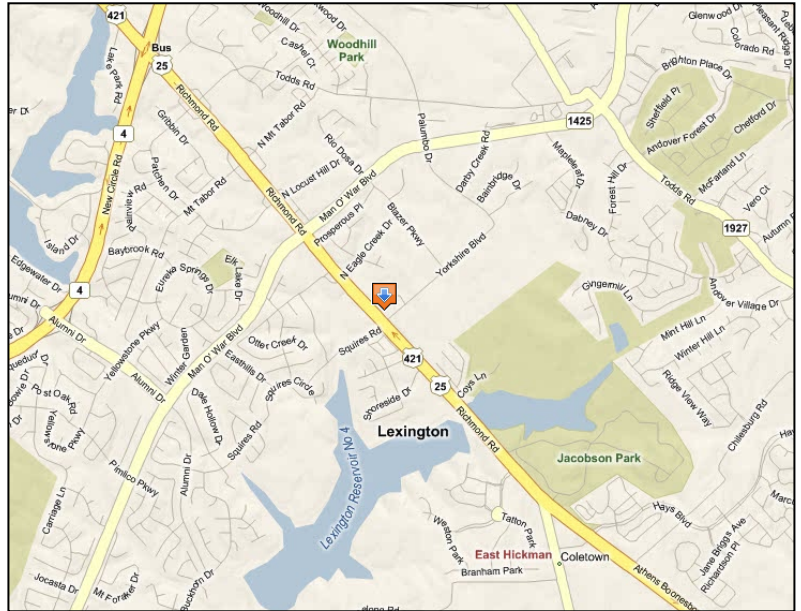 421
Bus
25
Lake Park Rd
Woodhill Dr
Cashel Ct
Woodhill Park
Todds Rd
Glenwood Dr
Pleasant Ridge Dr
Colorado Rd
Brighton Place Dr
Sheffield Pl
Chetford Dr
Andover Forest Dr
McFarland Ln
Vero Ct
1425
Todds Rd
1927
Richmond Rd
4
New Circle Rd
Gribbin Dr
N Mt Tabor Rd
Rio Dosa Dr
N Locust Hill Dr
Palumbo Dr
Man O' War Blvd
Darby Creek Rd
Bainbridge Dr
Mapleleaf Dr
Forest Hill Dr
Patchen Dr
Mt Tabor Rd
Richmond Rd
Prosperous Pl
Blazer Pkwy
Dabney Dr
Yorkshire Blvd
N Eagle Creek Dr
Island Dr
Edgewater Dr
4
Baybrook Rd
Eureka Springs Dr
Elk Lake Dr
Alumni Dr
Gingermill Ln
Andover Village Dr
Mint Hill Ln
Winter Hill Ln
Ridge View Way
Chilesburg Rd
Yellowstone Pkwy
Winter Garden
Man O' War Blvd
Otter Creek Dr
Squires Rd
421
25
Easthills Dr
Squires Circle
Coys Ln
Shoreside Dr
Richmond Rd
Lexington
Post Oak Rd
Alumni Dr
Dale Hollow Dr
Squires Rd
Pimlico Pkwy
Alumni Dr
Carriage Ln
Lexington Reservoir No 4
Jacobson Park
Hays Blvd
Jane Briggs Ave
Richardson Pl
Weston Park
Tatton Park
East Hickman
Coletown
Branham Park
Jocasta Dr
Mt Foraker Dr
Buckhorn Dr